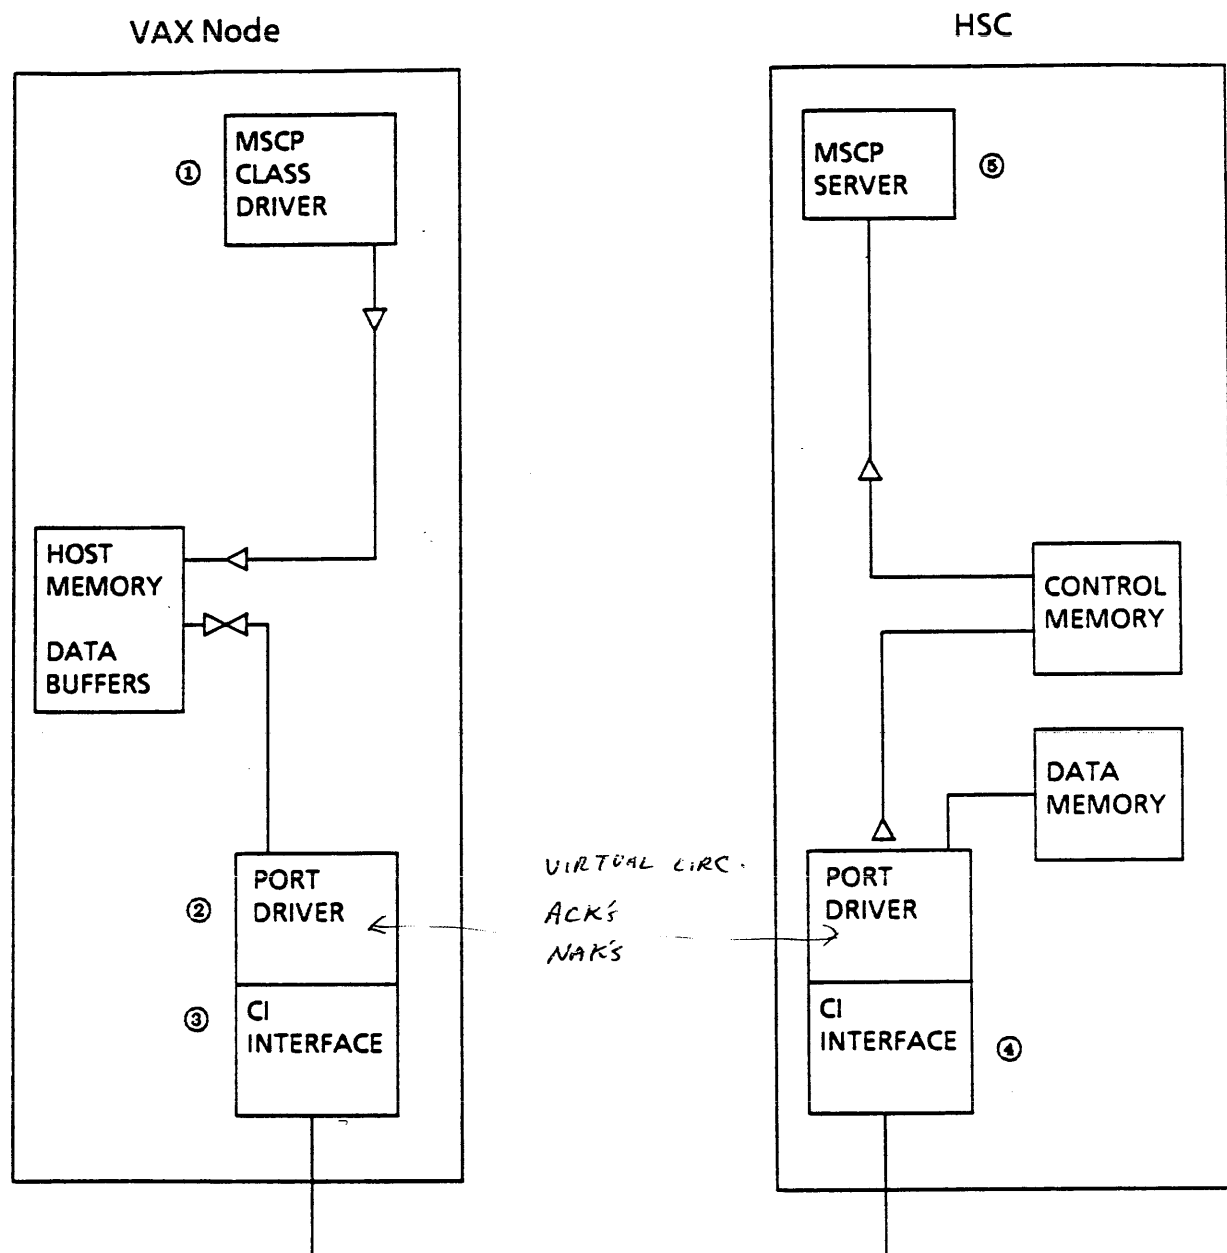 VAX Node
HSC
MSCP
CLASS
DRIVER
①
MSCP
SERVER
⑤
HOST
MEMORY
DATA
BUFFERS
CONTROL
MEMORY
DATA
MEMORY
PORT
DRIVER
②
VIRTUAL CIRC.
ACK's
NAK's
PORT
DRIVER
CI
INTERFACE
③
CI
INTERFACE
④